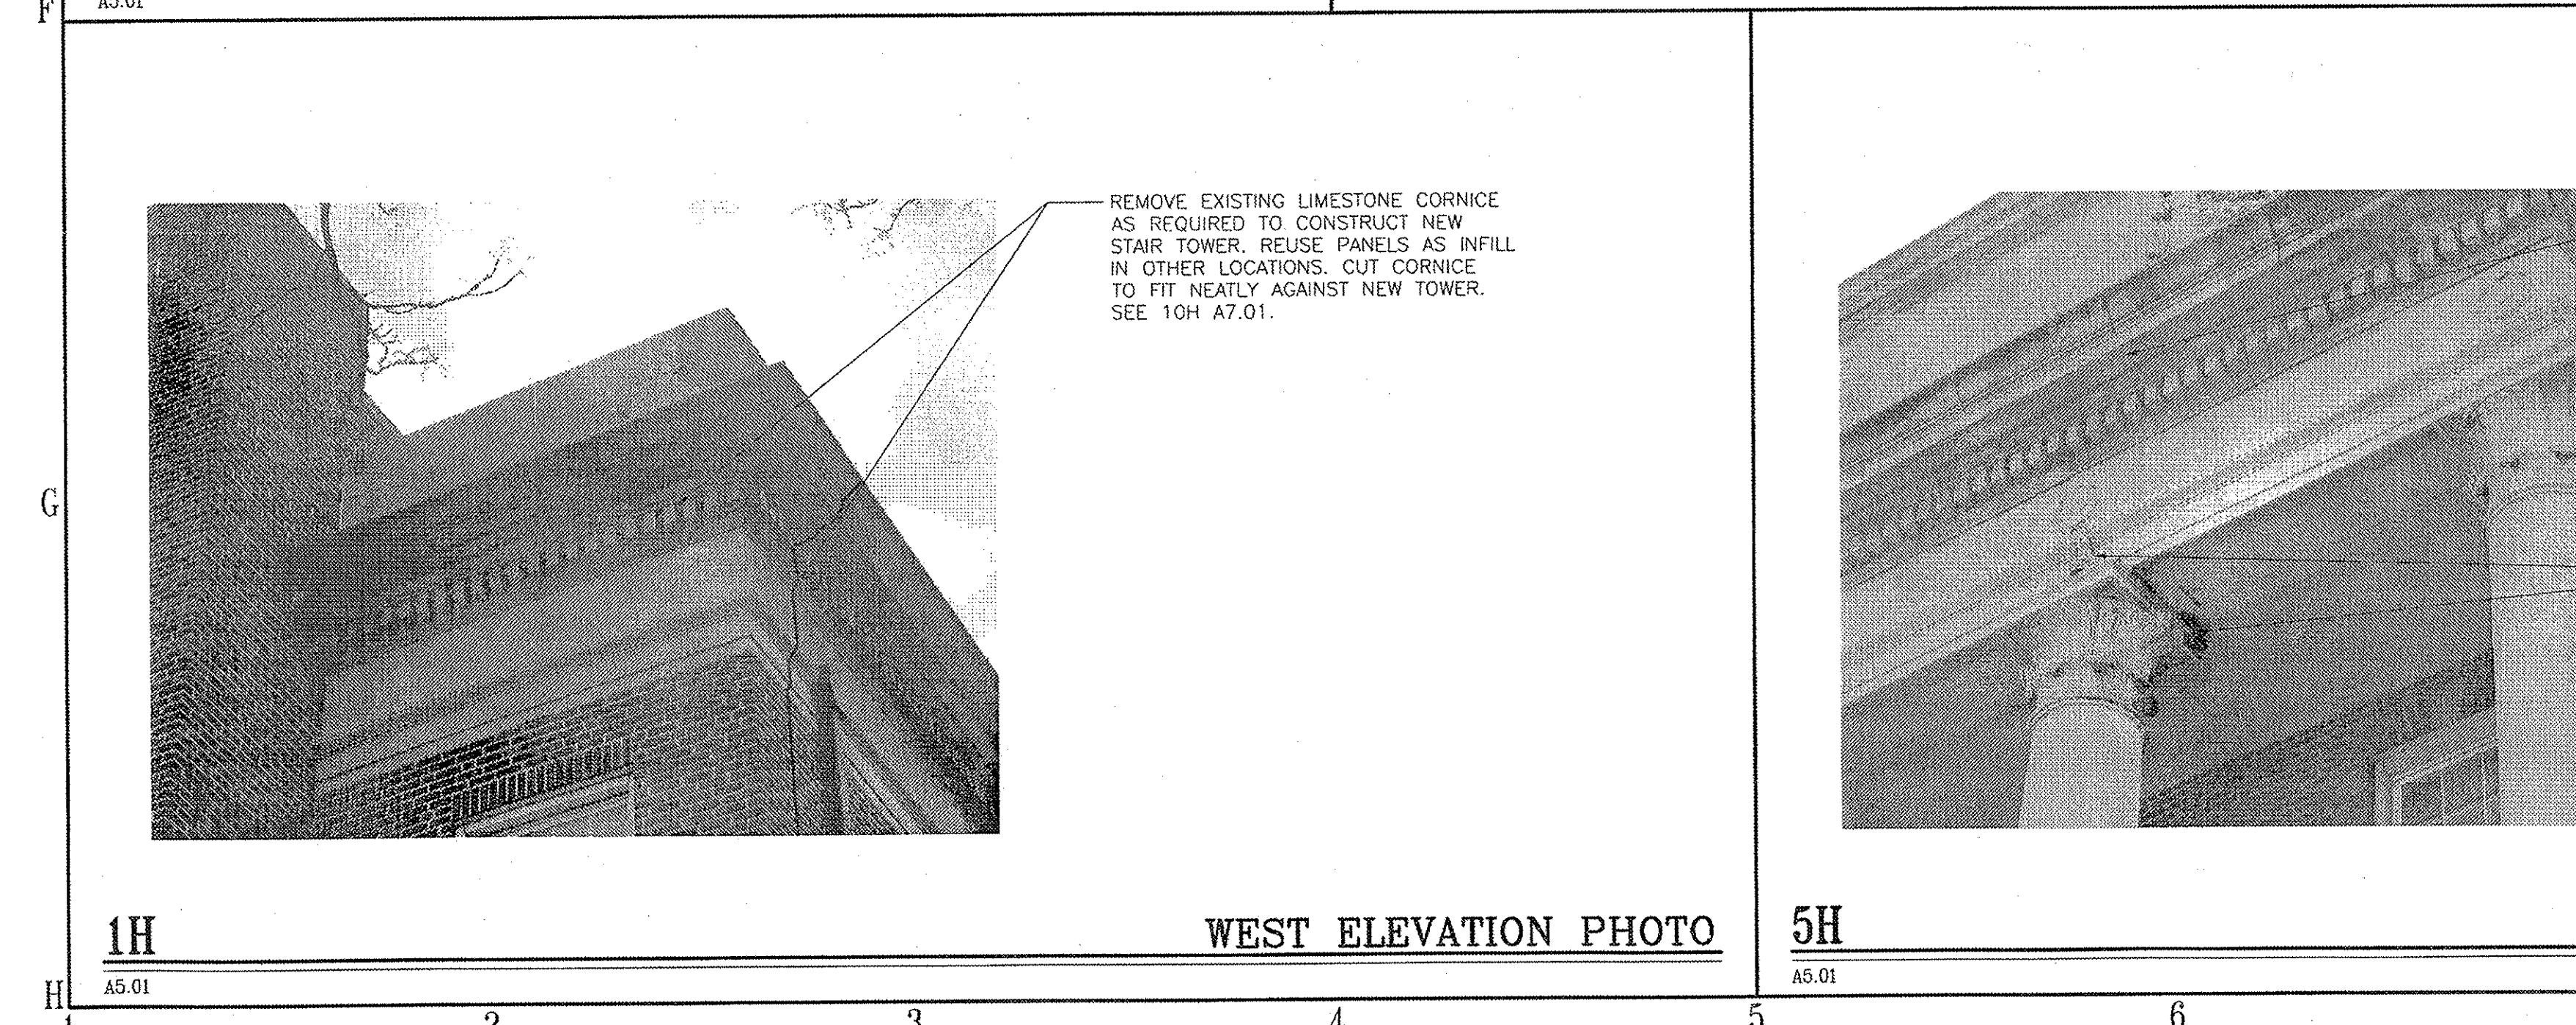 F
A5.01
REMOVE EXISTING LIMESTONE CORNICE
AS REQUIRED TO CONSTRUCT NEW
STAIR TOWER. REUSE PANELS AS INFILL
IN OTHER LOCATIONS. CUT CORNICE
TO FIT NEATLY AGAINST NEW TOWER.
SEE 10H A7.01.
G
1H
WEST ELEVATION PHOTO
A5.01
5H
A5.01
H
1
2
3
4
5
6